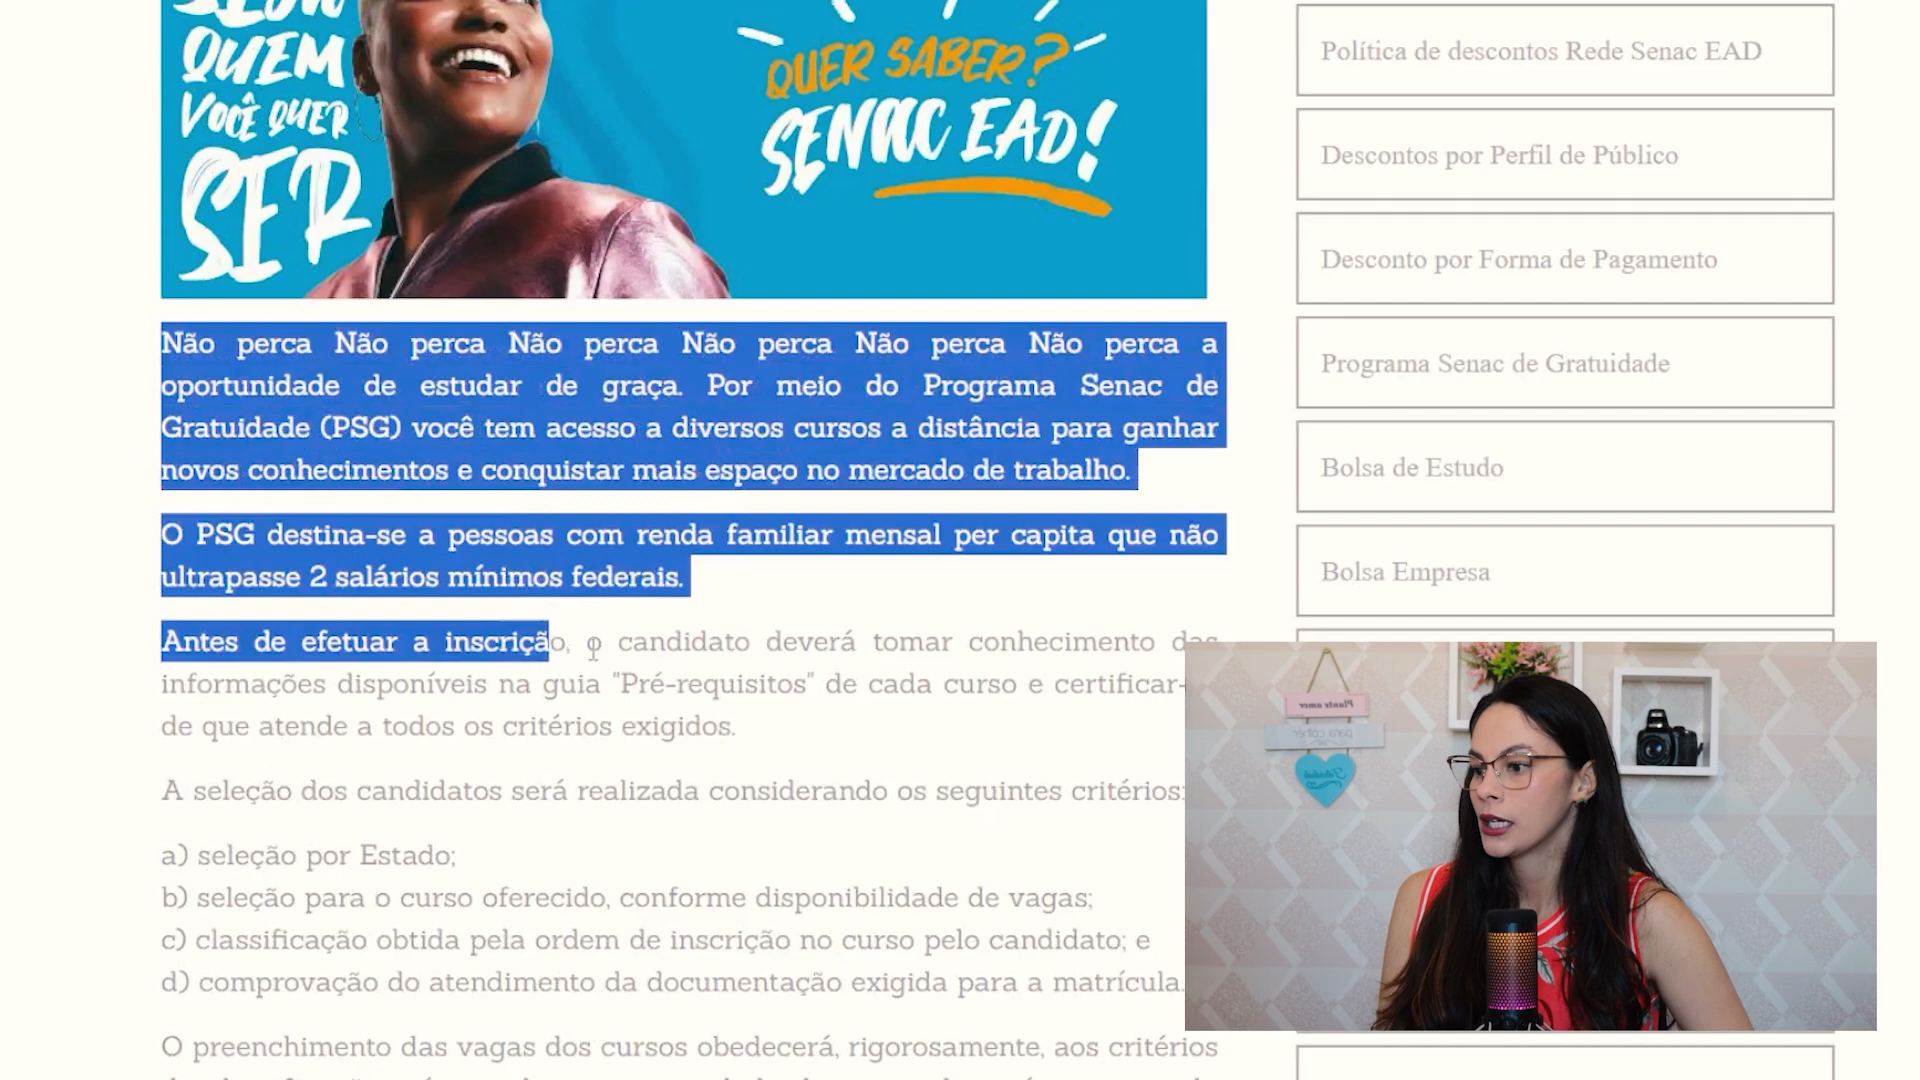 QUEM
VOCÊ QUER
SER
QUER SABER?
SENAC EAD!
Não perca Não perca Não perca Não perca Não perca Não perca a
oportunidade de estudar de graça. Por meio do Programa Senac de
Gratuidade (PSG) você tem acesso a diversos cursos a distância para ganhar
novos conhecimentos e conquistar mais espaço no mercado de trabalho.
O PSG destina-se a pessoas com renda familiar mensal per capita que não
ultrapasse 2 salários mínimos federais.
Antes de efetuar a inscrição, o candidato deverá tomar conhecimento das
informações disponíveis na guia "Pré-requisitos" de cada curso e certificar-
de que atende a todos os critérios exigidos.
A seleção dos candidatos será realizada considerando os seguintes critérios:
a) seleção por Estado;
b) seleção para o curso oferecido, conforme disponibilidade de vagas;
c) classificação obtida pela ordem de inscrição no curso pelo candidato; e
d) comprovação do atendimento da documentação exigida para a matrícula.
O preenchimento das vagas dos cursos obedecerá, rigorosamente, aos critérios
Política de descontos Rede Senac EAD
Descontos por Perfil de Público
Desconto por Forma de Pagamento
Programa Senac de Gratuidade
Bolsa de Estudo
Bolsa Empresa
Plante amor
para colher